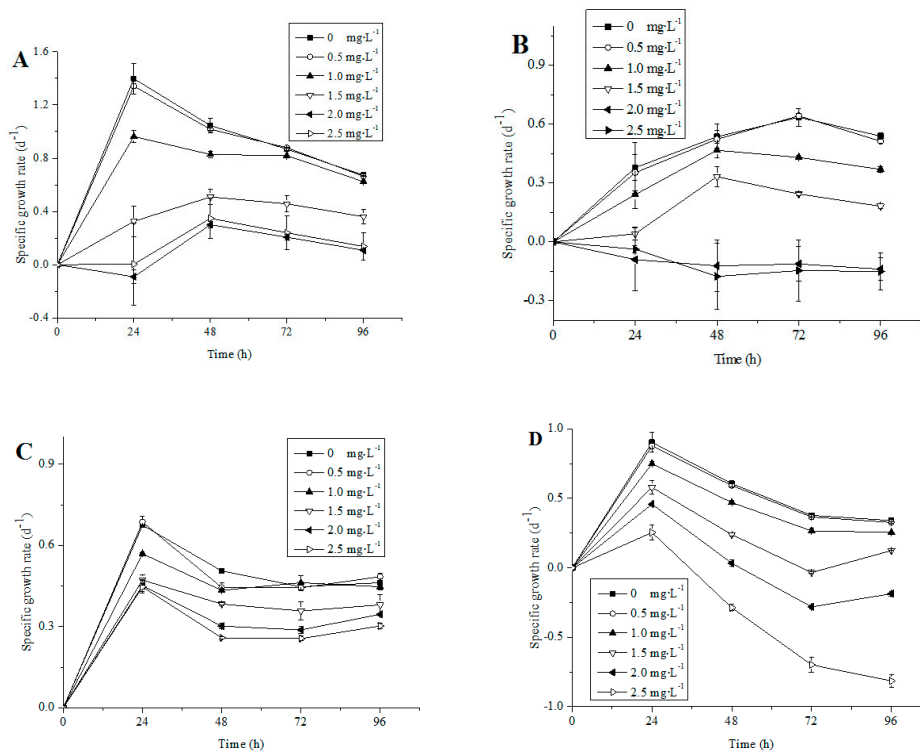 A
0 mg·L⁻¹
0.5 mg·L⁻¹
1.0 mg·L⁻¹
1.5 mg·L⁻¹
2.0 mg·L⁻¹
2.5 mg·L⁻¹
Specific growth rate (d⁻¹)
1.6
1.2
0.8
0.4
0.0
-0.4
0 24 48 72 96
Time (h)
B
0 mg·L⁻¹
0.5 mg·L⁻¹
1.0 mg·L⁻¹
1.5 mg·L⁻¹
2.0 mg·L⁻¹
2.5 mg·L⁻¹
Specific growth rate (d⁻¹)
0.9
0.6
0.3
0.0
-0.3
0 24 48 72 96
Time (h)
C
0 mg·L⁻¹
0.5 mg·L⁻¹
1.0 mg·L⁻¹
1.5 mg·L⁻¹
2.0 mg·L⁻¹
2.5 mg·L⁻¹
Specific growth rate (d⁻¹)
0.9
0.6
0.3
0.0
0 24 48 72 96
Time (h)
D
Specific growth rate (d⁻¹)
1.0
0.5
0.0
-0.5
-1.0
0 mg·L⁻¹
0.5 mg·L⁻¹
1.0 mg·L⁻¹
1.5 mg·L⁻¹
2.0 mg·L⁻¹
2.5 mg·L⁻¹
0 24 48 72 96
Time (h)